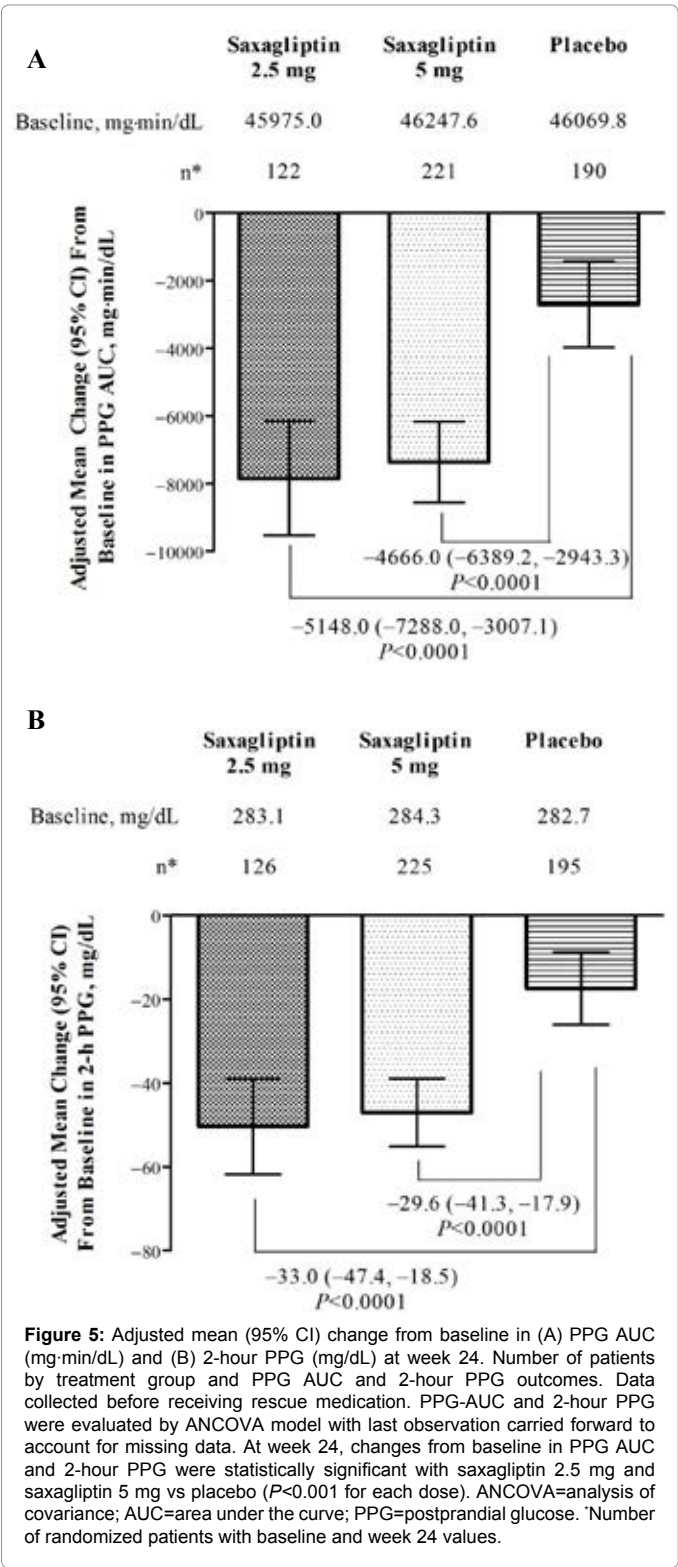 A
Saxagliptin 2.5 mg
Saxagliptin 5 mg
Placebo
Baseline, mg·min/dL 45975.0 46247.6 46069.8
n* 122 221 190
Adjusted Mean Change (95% CI) From
Baseline in PPG AUC, mg·min/dL
0
−2000
−4000
−6000
−8000
−10000
−4666.0 (−6389.2, −2943.3)
P<0.0001
−5148.0 (−7288.0, −3007.1)
P<0.0001
B
Saxagliptin 2.5 mg
Saxagliptin 5 mg
Placebo
Baseline, mg/dL 283.1 284.3 282.7
n* 126 225 195
Adjusted Mean Change (95% CI)
From Baseline in 2-h PPG, mg/dL
0
−20
−40
−60
−80
−29.6 (−41.3, −17.9)
P<0.0001
−33.0 (−47.4, −18.5)
P<0.0001
Figure 5: Adjusted mean (95% CI) change from baseline in (A) PPG AUC
(mg·min/dL) and (B) 2-hour PPG (mg/dL) at week 24. Number of patients
by treatment group and PPG AUC and 2-hour PPG outcomes. Data
collected before receiving rescue medication. PPG-AUC and 2-hour PPG
were evaluated by ANCOVA model with last observation carried forward to
account for missing data. At week 24, changes from baseline in PPG AUC
and 2-hour PPG were statistically significant with saxagliptin 2.5 mg and
saxagliptin 5 mg vs placebo (P<0.001 for each dose). ANCOVA=analysis of
covariance; AUC=area under the curve; PPG=postprandial glucose. *Number
of randomized patients with baseline and week 24 values.